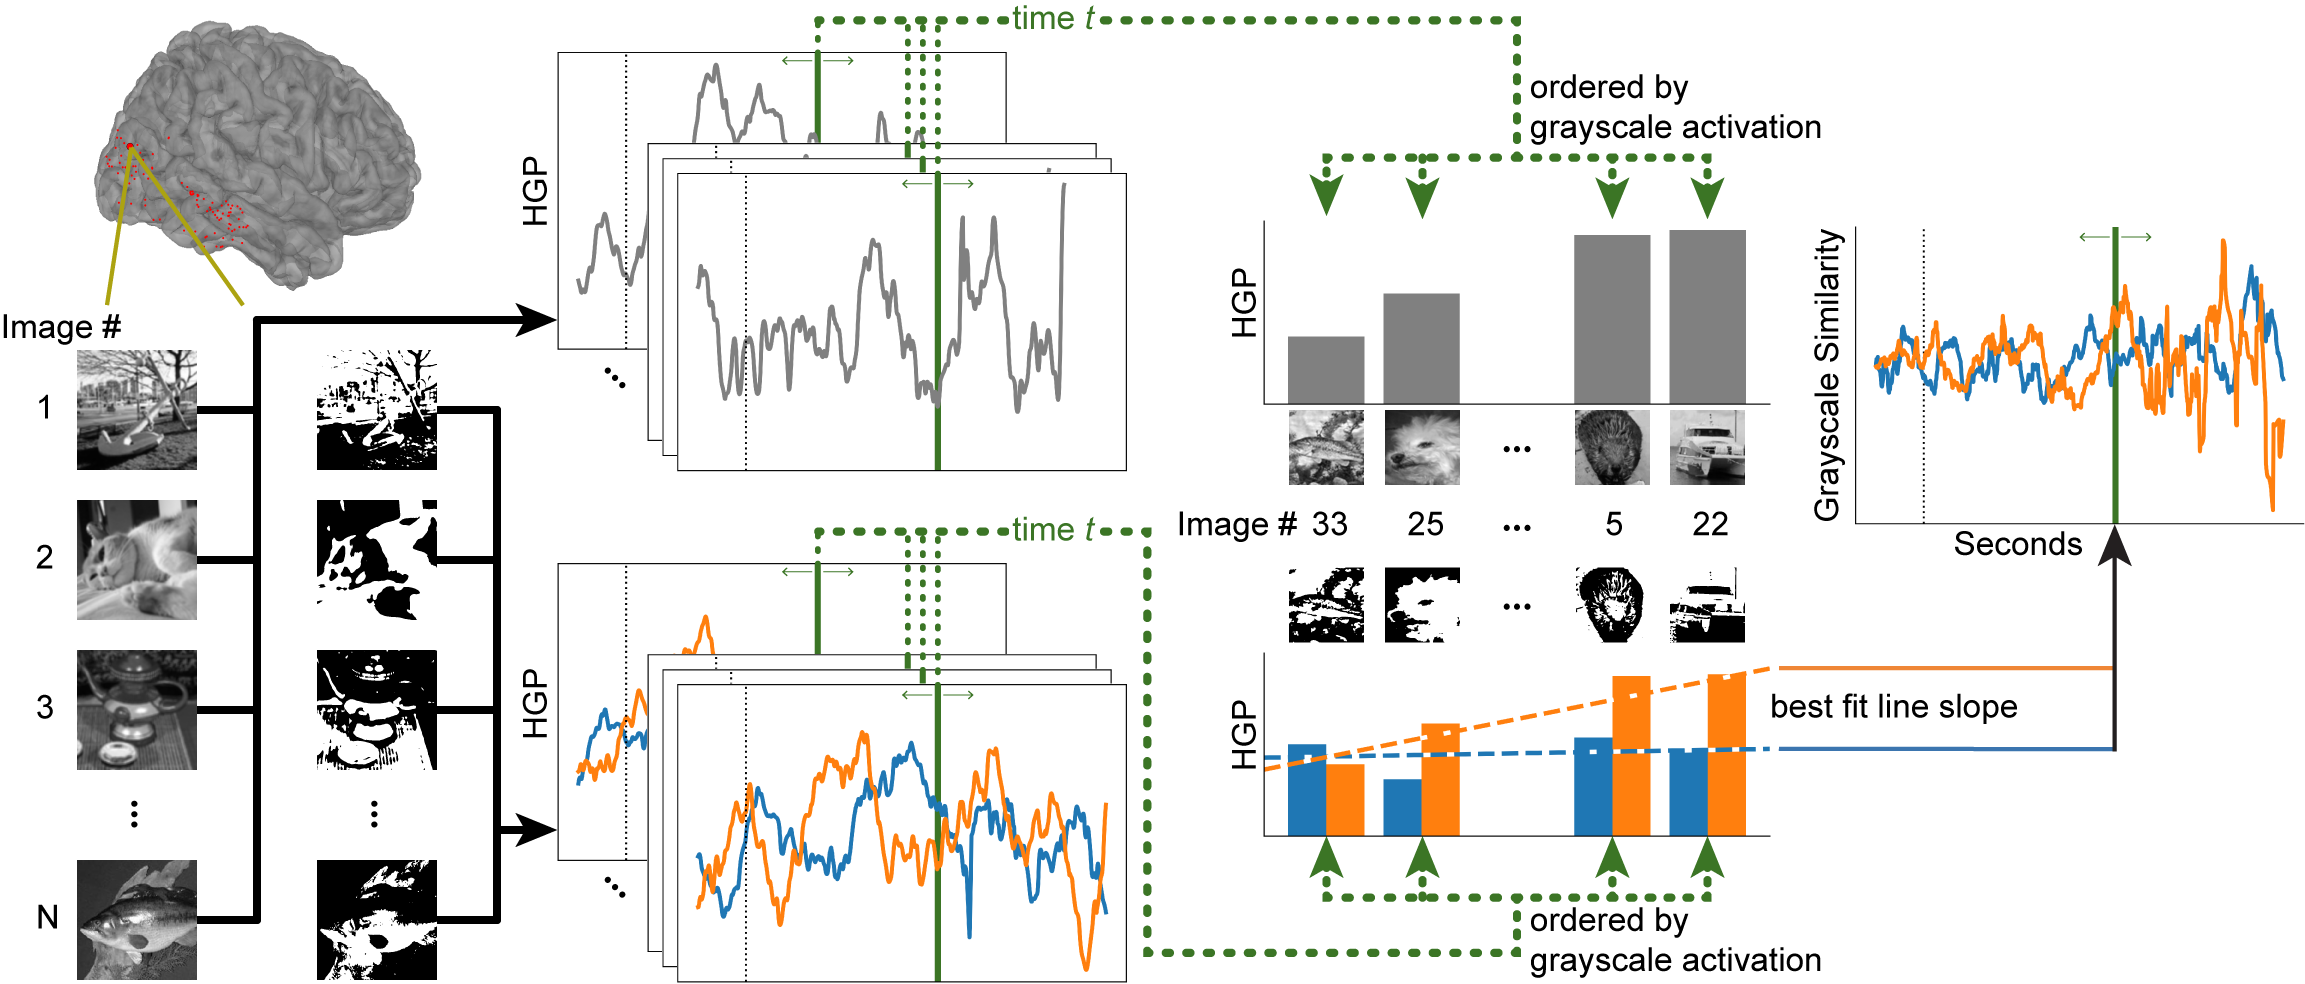 time t
ordered by
grayscale activation
HGP
HGP
Grayscale Similarity
Seconds
Image #
1
2
3
N
Image # 33 25 ... 5 22
time t
HGP
HGP
best fit line slope
ordered by
grayscale activation